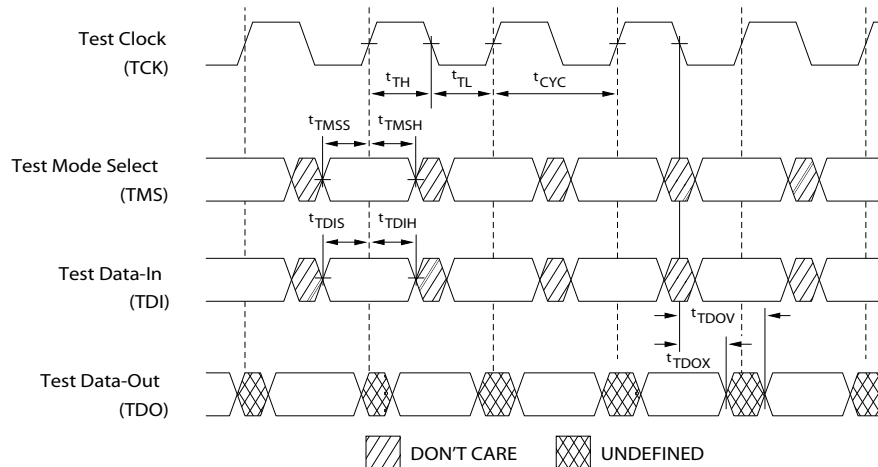 Test Clock
(TCK)
tTH
tTL
tCYC
tTMSS
tTMSH
Test Mode Select
(TMS)
tTDIS
tTDIH
Test Data-In
(TDI)
tTDOV
tTDOX
Test Data-Out
(TDO)
DON'T CARE
UNDEFINED